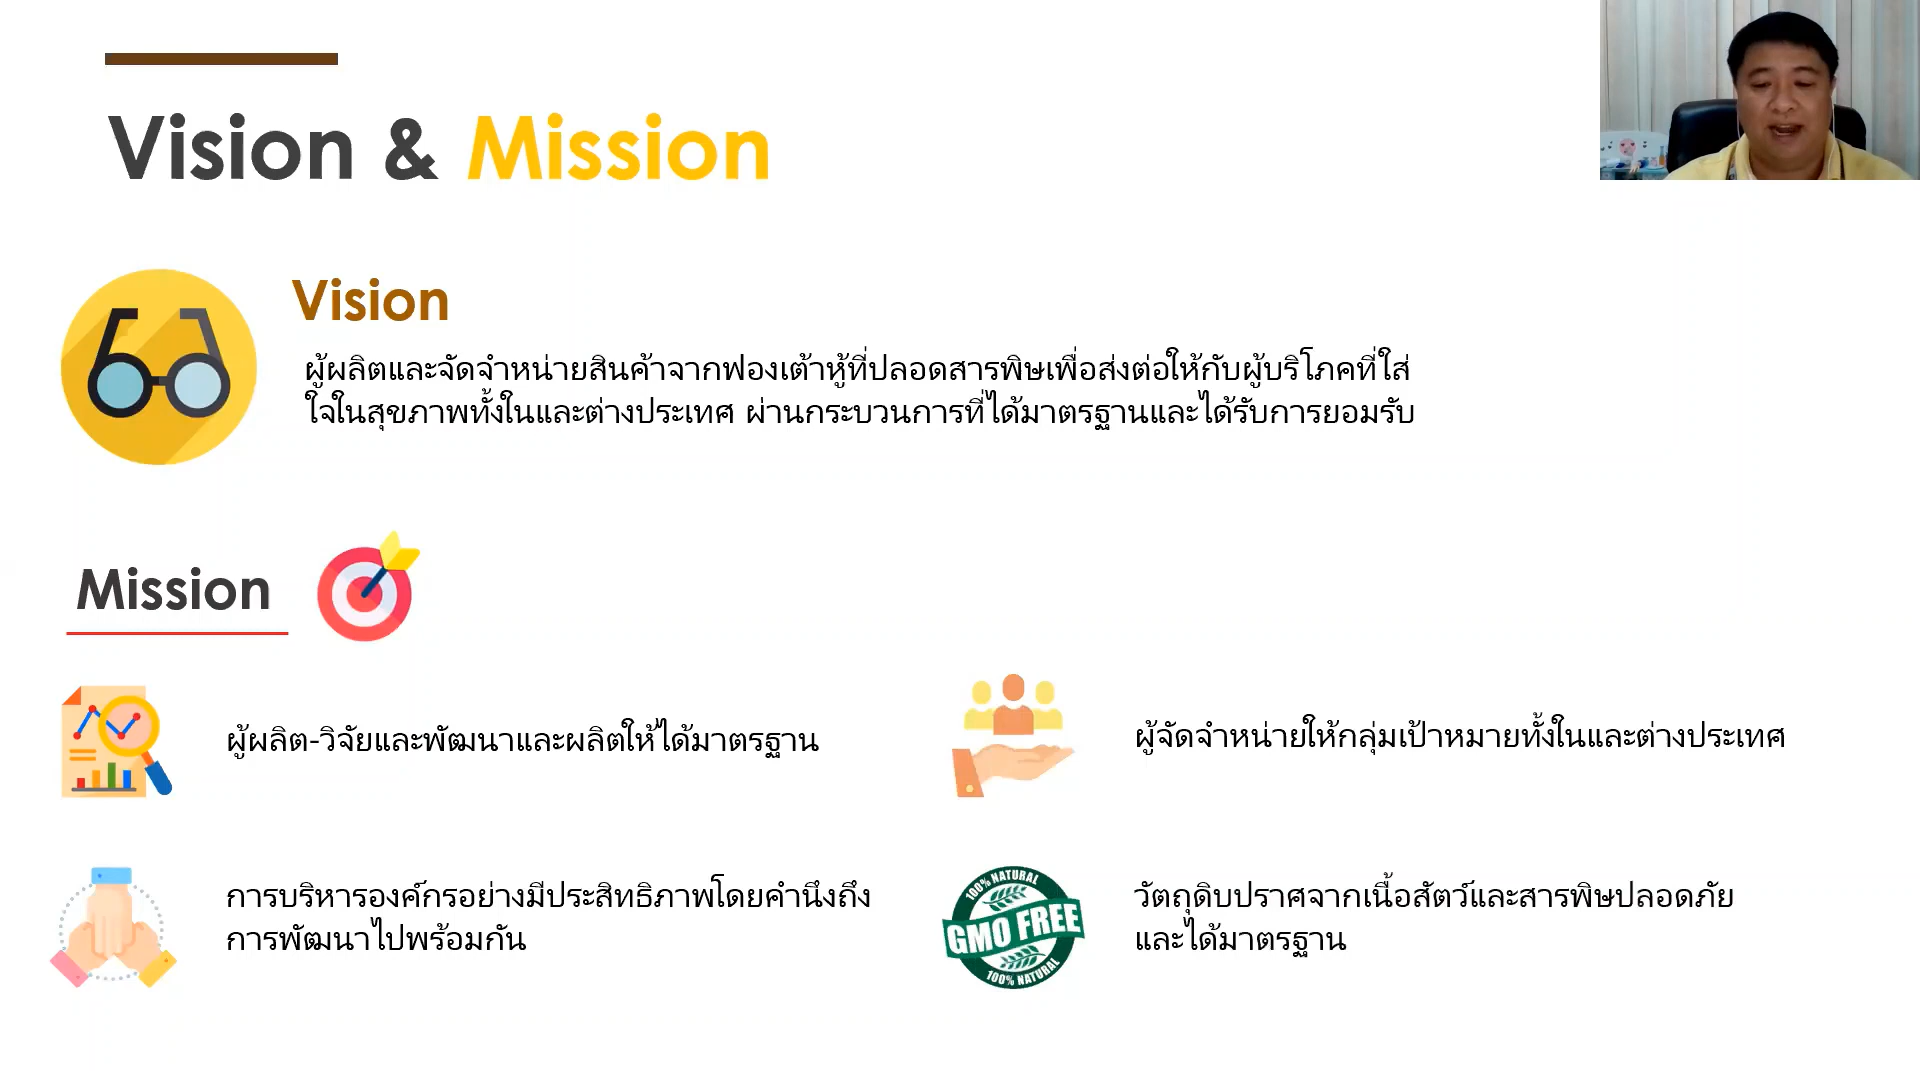 Vision & Mission
Vision
ผู้ผลิตและจัดจำหน่ายสินค้าจากฟองเต้าหู้ที่ปลอดสารพิษเพื่อส่งต่อให้กับผู้บริโภคที่ใส่
ใจในสุขภาพทั้งในและต่างประเทศ ผ่านกระบวนการที่ได้มาตรฐานและได้รับการยอมรับ
Mission
ผู้ผลิต-วิจัยและพัฒนาและผลิตให้ได้มาตรฐาน
ผู้จัดจำหน่ายให้กลุ่มเป้าหมายทั้งในและต่างประเทศ
การบริหารองค์กรอย่างมีประสิทธิภาพโดยคำนึงถึง
การพัฒนาไปพร้อมกัน
100% NATURAL
GMO FREE
100% NATURAL
วัตถุดิบปราศจากเนื้อสัตว์และสารพิษปลอดภัย
และได้มาตรฐาน